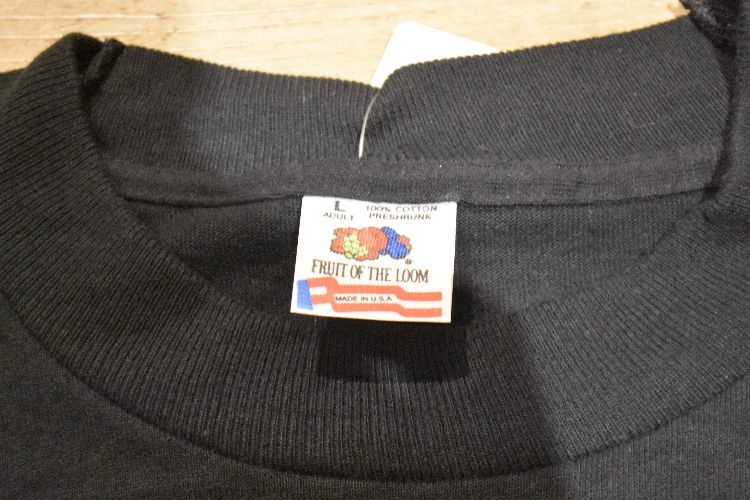 L 100% COTTON
ADULT PRESHRUNK
®
FRUIT OF THE LOOM
MADE IN U.S.A.